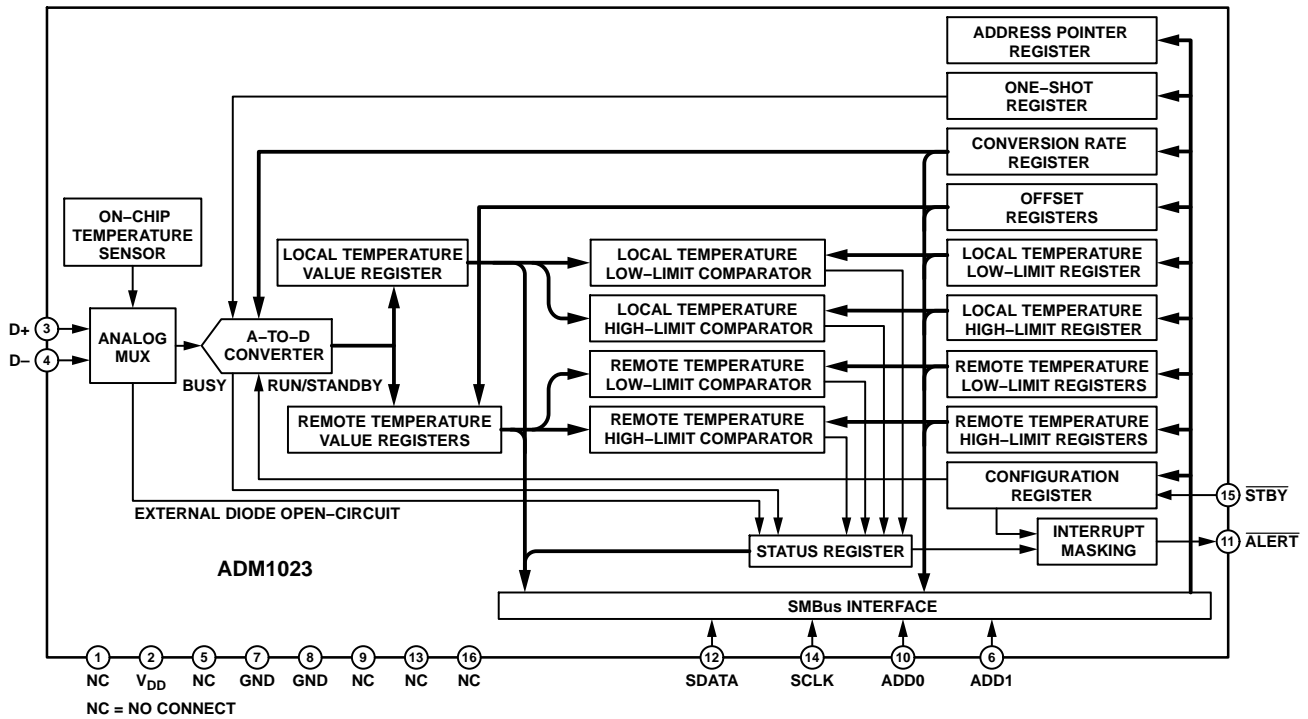 ADDRESS POINTER
REGISTER
ONE–SHOT
REGISTER
CONVERSION RATE
REGISTER
OFFSET
REGISTERS
ON–CHIP
TEMPERATURE
SENSOR
LOCAL TEMPERATURE
VALUE REGISTER
LOCAL TEMPERATURE
LOW–LIMIT COMPARATOR
LOCAL TEMPERATURE
LOW–LIMIT REGISTER
LOCAL TEMPERATURE
HIGH–LIMIT COMPARATOR
LOCAL TEMPERATURE
HIGH–LIMIT REGISTER
D+ 3
D– 4
ANALOG
MUX
A–TO–D
CONVERTER
BUSY
RUN/STANDBY
REMOTE TEMPERATURE
LOW–LIMIT COMPARATOR
REMOTE TEMPERATURE
LOW–LIMIT REGISTERS
REMOTE TEMPERATURE
VALUE REGISTERS
REMOTE TEMPERATURE
HIGH–LIMIT COMPARATOR
REMOTE TEMPERATURE
HIGH–LIMIT REGISTERS
CONFIGURATION
REGISTER
15 STBY
EXTERNAL DIODE OPEN–CIRCUIT
STATUS REGISTER
INTERRUPT
MASKING
11 ALERT
ADM1023
SMBus INTERFACE
1 2 5 7 8 9 13 16 12 14 10 6
NC VDD NC GND GND NC NC NC SDATA SCLK ADD0 ADD1
NC = NO CONNECT